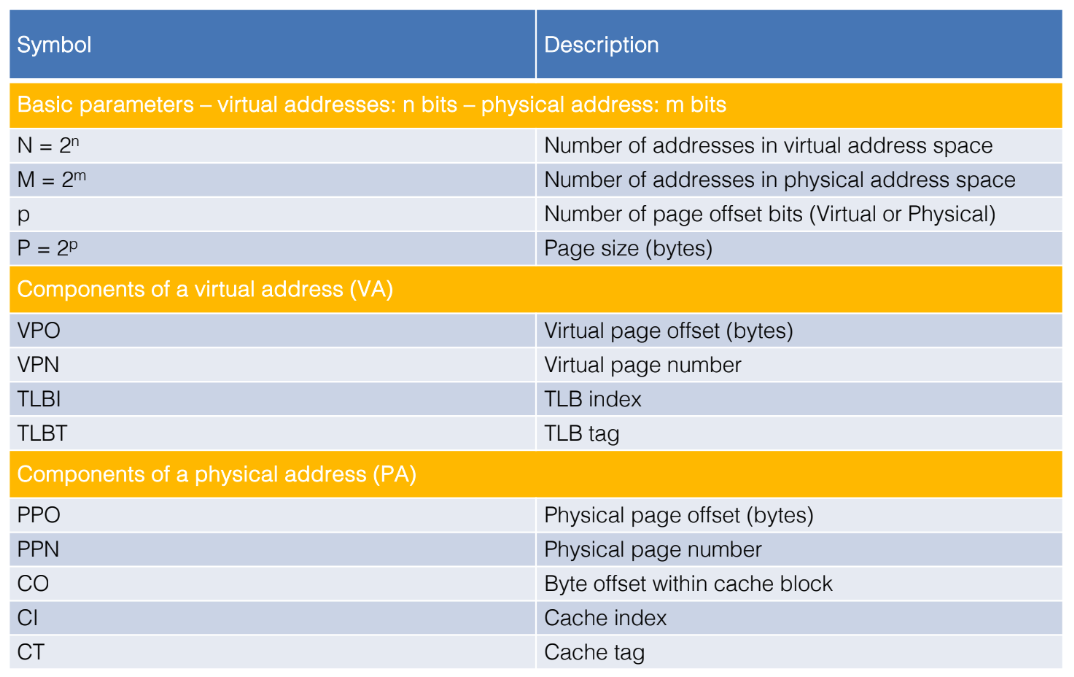 Symbol Description
Basic parameters – virtual addresses: n bits – physical address: m bits
N = 2ⁿ Number of addresses in virtual address space
M = 2ᵐ Number of addresses in physical address space
p Number of page offset bits (Virtual or Physical)
P = 2ᵖ Page size (bytes)
Components of a virtual address (VA)
VPO Virtual page offset (bytes)
VPN Virtual page number
TLBI TLB index
TLBT TLB tag
Components of a physical address (PA)
PPO Physical page offset (bytes)
PPN Physical page number
CO Byte offset within cache block
CI Cache index
CT Cache tag